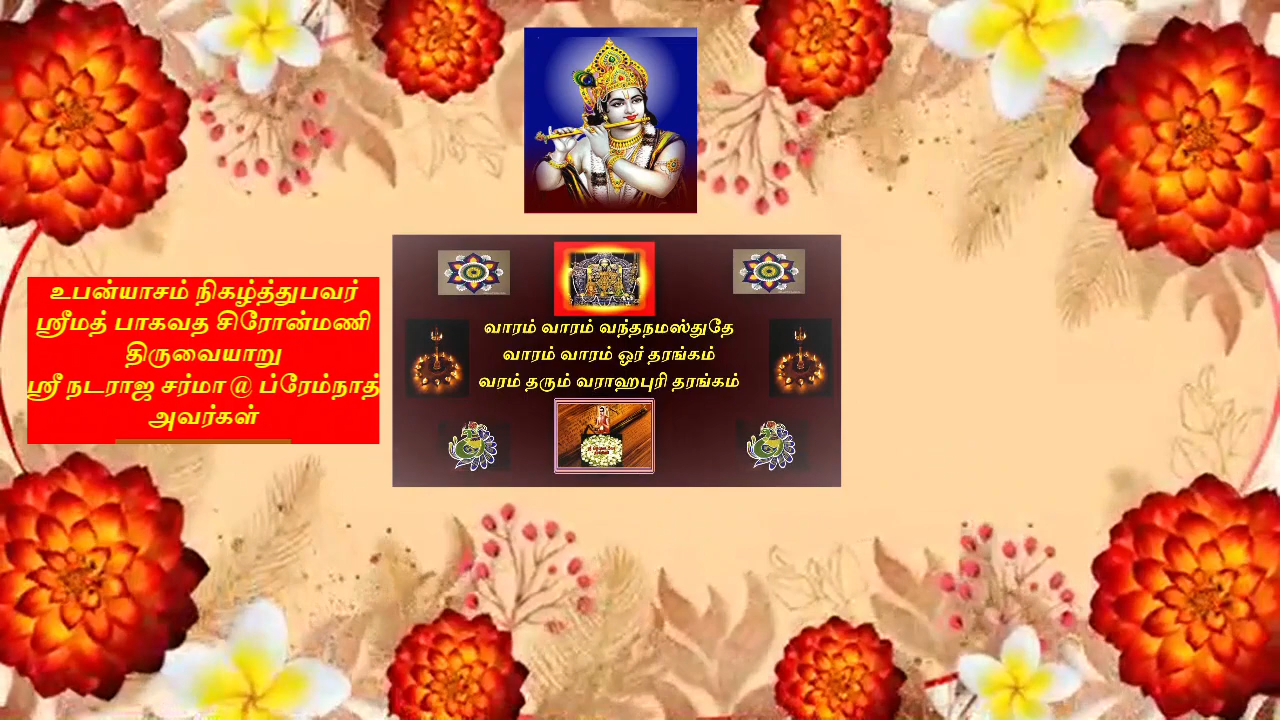 உபன்யாசம் நிகழ்த்துபவர்
ஸ்ரீமத் பாகவத சிரோன்மணி
திருவையாறு
ஸ்ரீ நடராஜ சர்மா @ ப்ரேம்நாத்
அவர்கள்
வாரம் வாரம் வந்தநமஸ்துதே
வாரம் வாரம் ஓர் தரங்கம்
வரம் தரும் வராஹபுரி தரங்கம்